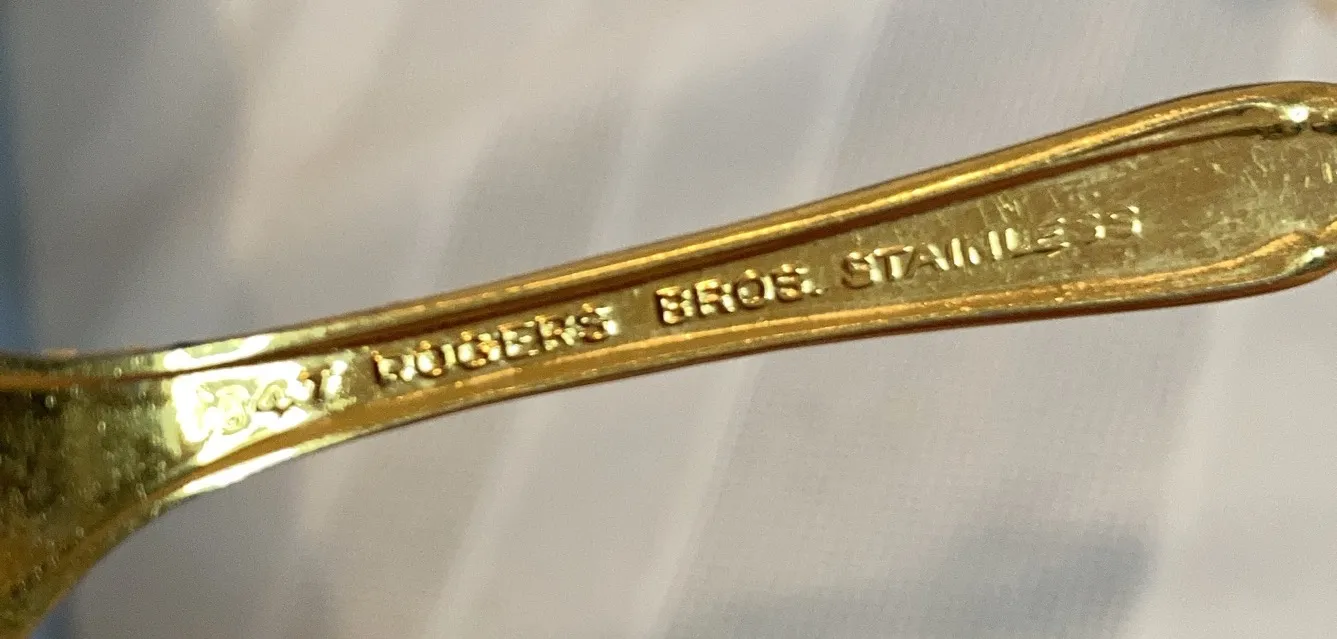 1847 ROGERS BROS. STAINLESS